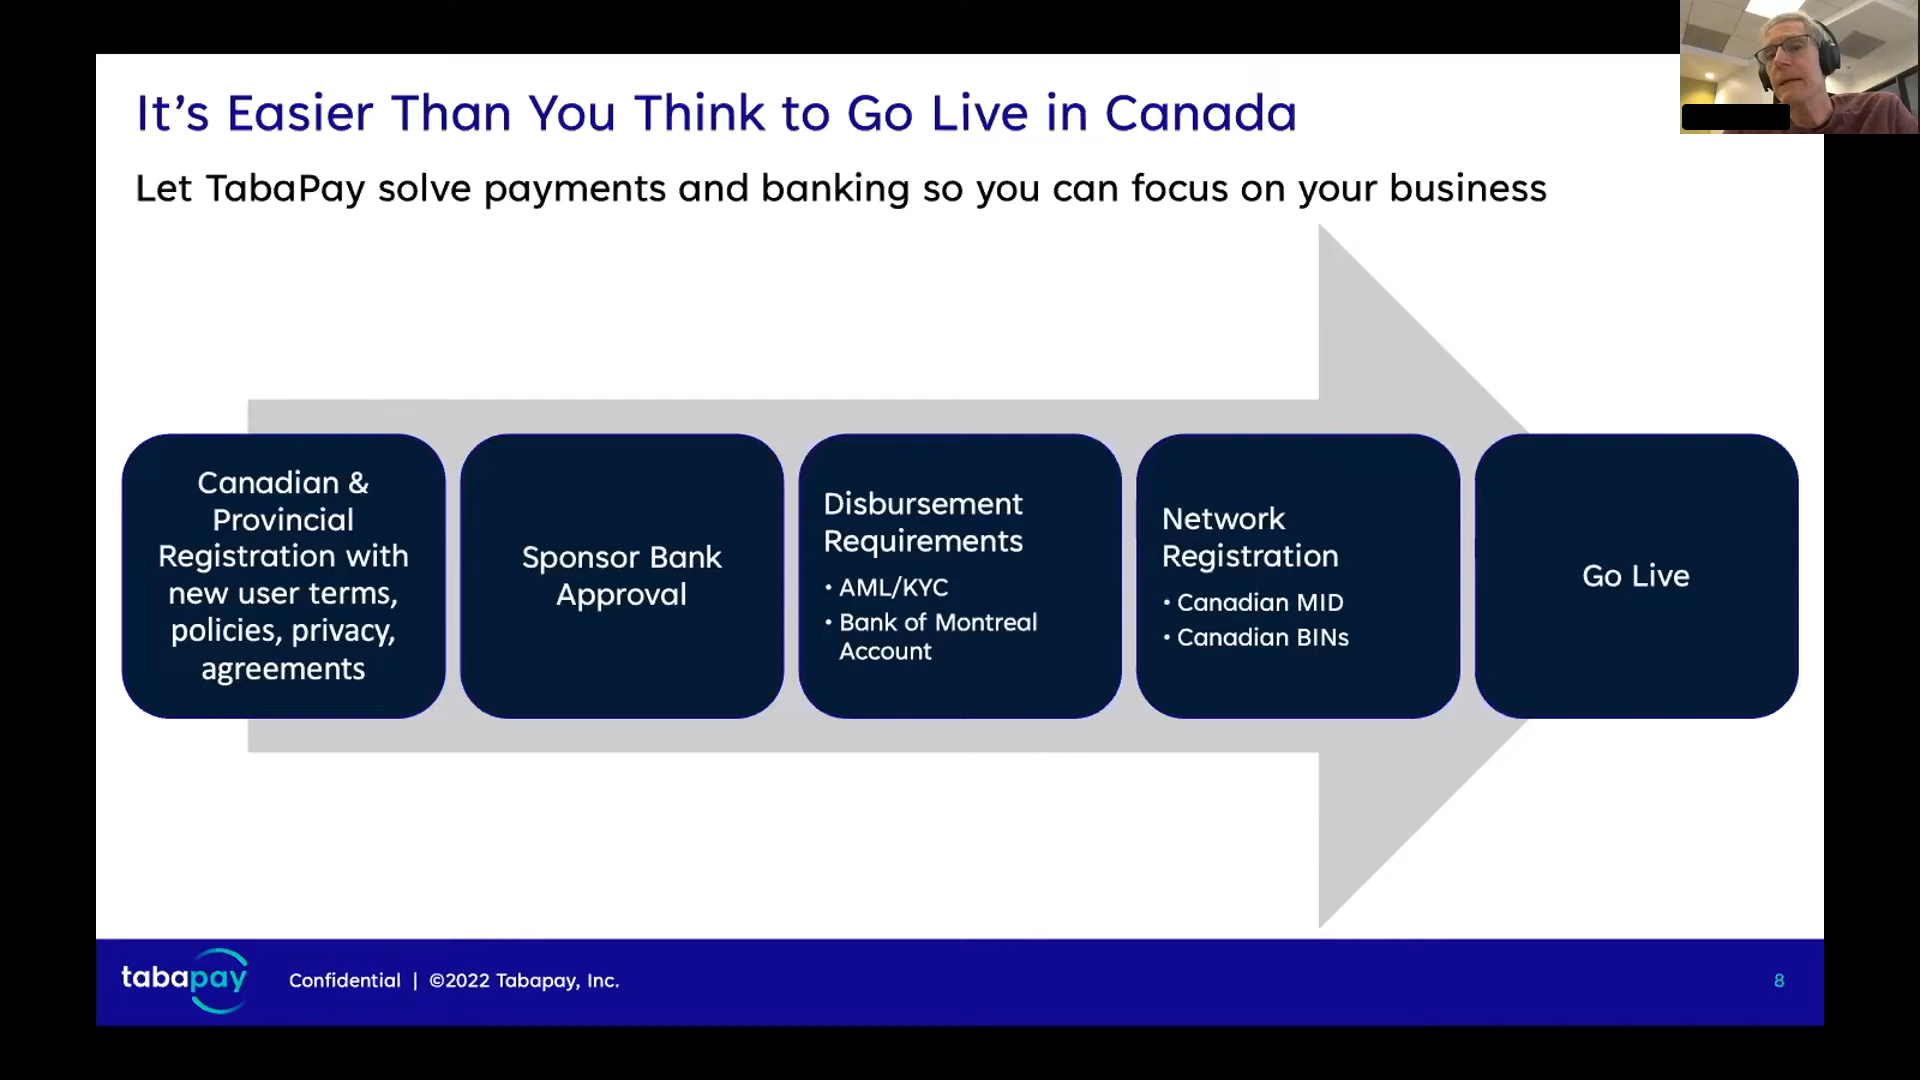 It's Easier Than You Think to Go Live in Canada
Let TabaPay solve payments and banking so you can focus on your business
Canadian &
Provincial
Registration with
new user terms,
policies, privacy,
agreements
Sponsor Bank
Approval
Disbursement
Requirements
• AML/KYC
• Bank of Montreal
Account
Network
Registration
• Canadian MID
• Canadian BINs
Go Live
tabapay
Confidential | ©2022 Tabapay, Inc.
8